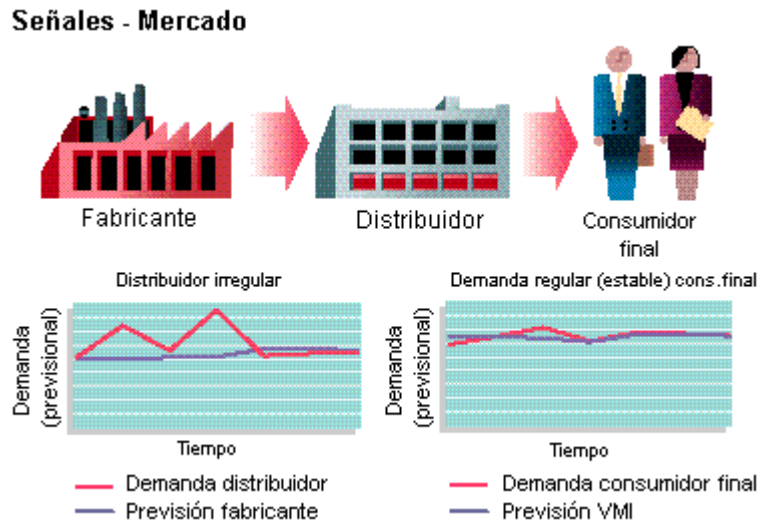 Señales - Mercado
Fabricante
Distribuidor
Consumidor
final
Distribuidor irregular
Demanda regular (estable) cons.final
Demanda
(previsional)
Tiempo
Demanda
(previsional)
Tiempo
Demanda distribuidor
Previsión fabricante
Demanda consumidor final
Previsión VMI